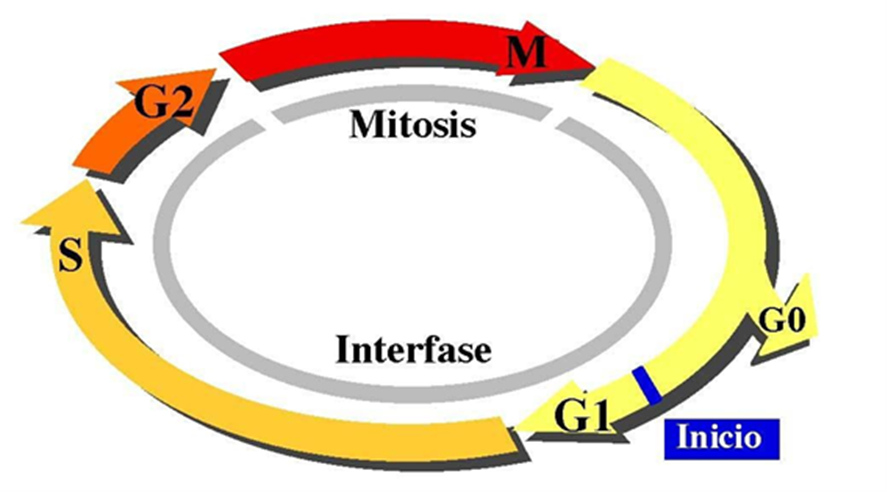 M
G2
Mitosis
S
G0
Interfase
G1
Inicio